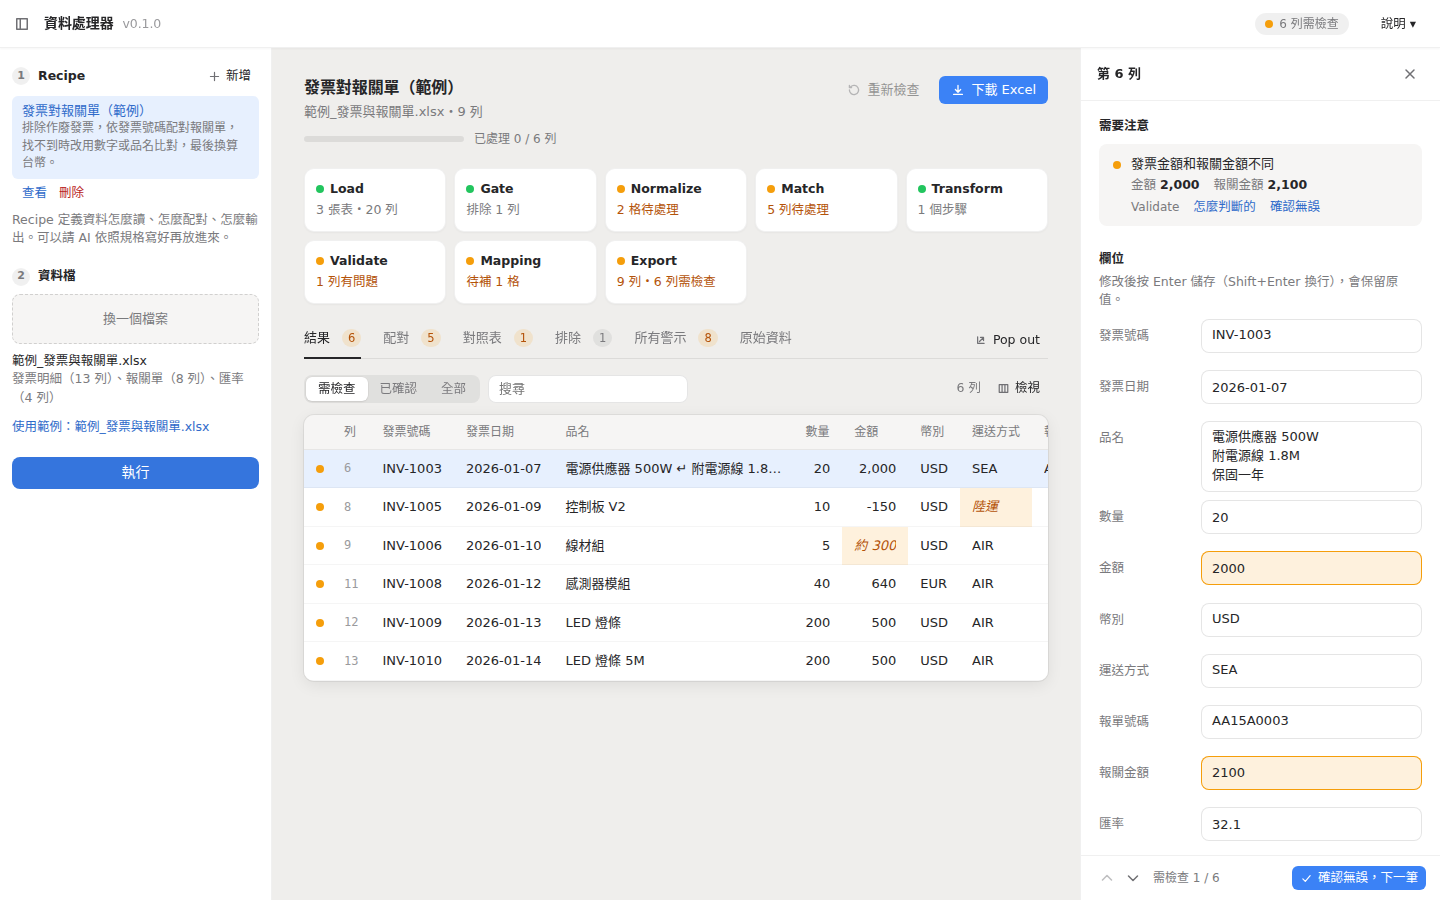 資料處理器 v0.1.0
6 列需檢查
說明 ▾
1 Recipe
新增
發票對報關單（範例）
排除作廢發票，依發票號碼配對報關單，
找不到時改用數字或品名比對，最後換算
台幣。
查看 刪除
Recipe 定義資料怎麼讀、怎麼配對、怎麼輸
出。可以請 AI 依照規格寫好再放進來。
2 資料檔
換一個檔案
範例_發票與報關單.xlsx
發票明細（13 列）、報關單（8 列）、匯率
（4 列）
使用範例：範例_發票與報關單.xlsx
執行
發票對報關單（範例）
範例_發票與報關單.xlsx・9 列
重新檢查
下載 Excel
已處理 0 / 6 列
Load
3 張表・20 列
Gate
排除 1 列
Normalize
2 格待處理
Match
5 列待處理
Transform
1 個步驟
Validate
1 列有問題
Mapping
待補 1 格
Export
9 列・6 列需檢查
結果 6 配對 5 對照表 1 排除 1 所有警示 8 原始資料
Pop out
需檢查 已確認 全部
搜尋
6 列
檢視
列 發票號碼 發票日期 品名 數量 金額 幣別 運送方式
6 INV-1003 2026-01-07 電源供應器 500W ↵ 附電源線 1.8… 20 2,000 USD SEA
8 INV-1005 2026-01-09 控制板 V2 10 -150 USD 陸運
9 INV-1006 2026-01-10 線材組 5 約 300 USD AIR
11 INV-1008 2026-01-12 感測器模組 40 640 EUR AIR
12 INV-1009 2026-01-13 LED 燈條 200 500 USD AIR
13 INV-1010 2026-01-14 LED 燈條 5M 200 500 USD AIR
第 6 列
需要注意
發票金額和報關金額不同
金額 2,000 報關金額 2,100
Validate 怎麼判斷的 確認無誤
欄位
修改後按 Enter 儲存（Shift+Enter 換行），會保留原
值。
發票號碼 INV-1003
發票日期 2026-01-07
品名 電源供應器 500W
附電源線 1.8M
保固一年
數量 20
金額 2000
幣別 USD
運送方式 SEA
報單號碼 AA15A0003
報關金額 2100
匯率 32.1
需檢查 1 / 6
確認無誤，下一筆